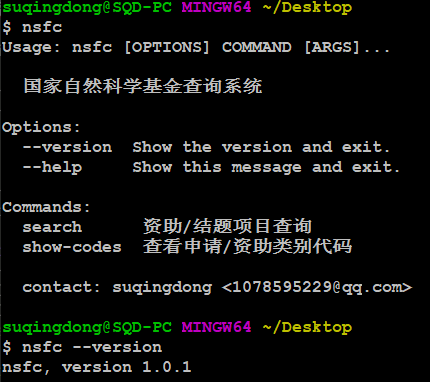 suqingdong@SQD-PC MINGW64 ~/Desktop
$ nsfc
Usage: nsfc [OPTIONS] COMMAND [ARGS]...
国家自然科学基金查询系统
Options:
--version  Show the version and exit.
--help     Show this message and exit.
Commands:
search      资助/结题项目查询
show-codes  查看申请/资助类别代码
contact: suqingdong <1078595229@qq.com>
suqingdong@SQD-PC MINGW64 ~/Desktop
$ nsfc --version
nsfc, version 1.0.1